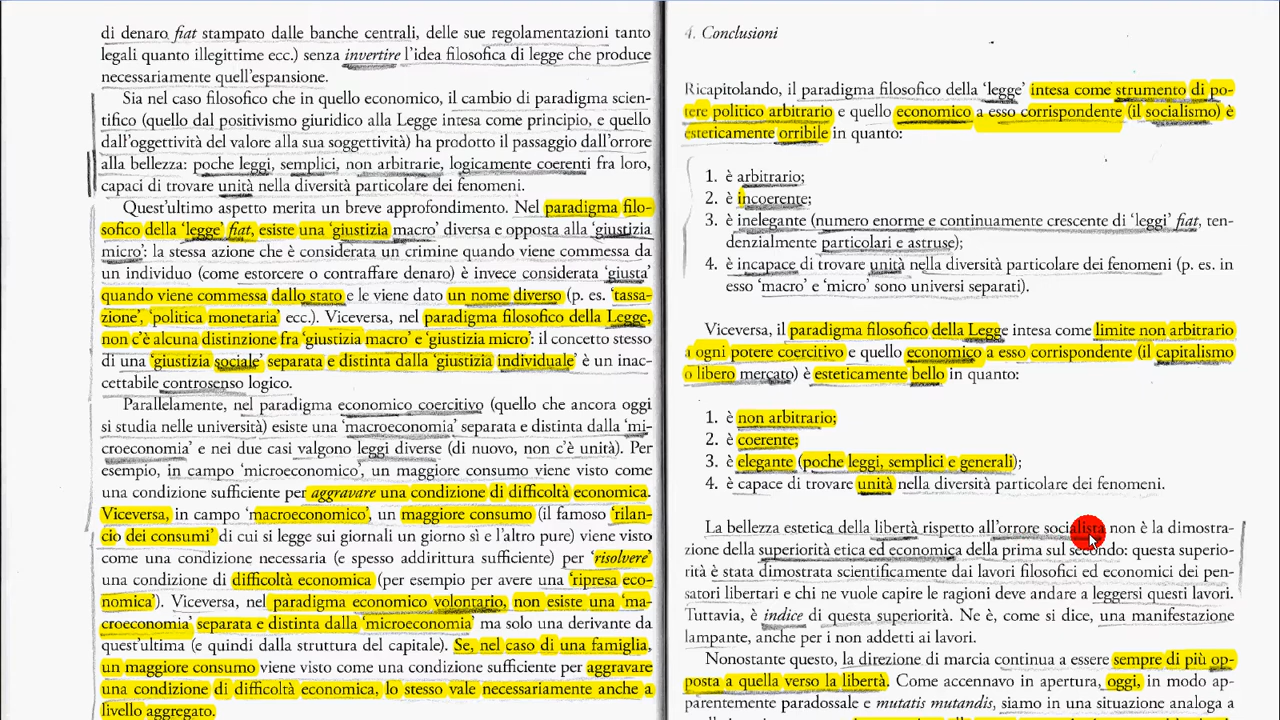 di denaro fiat stampato dalle banche centrali, delle sue regolamentazioni tanto
legali quanto illegittime ecc.) senza invertire l'idea filosofica di legge che produce
necessariamente quell'espansione.
Sia nel caso filosofico che in quello economico, il cambio di paradigma scien-
tifico (quello dal positivismo giuridico alla Legge intesa come principio, e quello
dall'oggettività del valore alla sua soggettività) ha prodotto il passaggio dall'orrore
alla bellezza: poche leggi, semplici, non arbitrarie, logicamente coerenti fra loro,
capaci di trovare unità nella diversità particolare dei fenomeni.
Quest'ultimo aspetto merita un breve approfondimento. Nel paradigma filo-
sofico della 'legge' fiat, esiste una 'giustizia macro' diversa e opposta alla 'giustizia
micro': la stessa azione che è considerata un crimine quando viene commessa da
un individuo (come estorcere o contraffare denaro) è invece considerata 'giusta'
quando viene commessa dallo stato e le viene dato un nome diverso (p. es. 'tassa-
zione', 'politica monetaria' ecc.). Viceversa, nel paradigma filosofico della Legge,
non c'è alcuna distinzione fra 'giustizia macro' e 'giustizia micro': il concetto stesso
di una 'giustizia sociale' separata e distinta dalla 'giustizia individuale' è un inac-
cettabile controsenso logico.
Parallelamente, nel paradigma economico coercitivo (quello che ancora oggi
si studia nelle università) esiste una 'macroeconomia' separata e distinta dalla 'mi-
croeconomia' e nei due casi valgono leggi diverse (di nuovo, non c'è unità). Per
esempio, in campo 'microeconomico', un maggiore consumo viene visto come
una condizione sufficiente per aggravare una condizione di difficoltà economica.
Viceversa, in campo 'macroeconomico', un maggiore consumo (il famoso 'rilan-
cio dei consumi' di cui si legge sui giornali un giorno sì e l'altro pure) viene visto
come una condizione necessaria (e spesso addirittura sufficiente) per 'risolvere'
una condizione di difficoltà economica (per esempio per avere una 'ripresa eco-
nomica'). Viceversa, nel paradigma economico volontario, non esiste una 'ma-
croeconomia' separata e distinta dalla 'microeconomia' ma solo una derivante da
quest'ultima (e quindi dalla struttura del capitale). Se, nel caso di una famiglia,
un maggiore consumo viene visto come una condizione sufficiente per aggravare
una condizione di difficoltà economica, lo stesso vale necessariamente anche a
livello aggregato.
4. Conclusioni
Ricapitolando, il paradigma filosofico della 'legge' intesa come strumento di po-
tere politico arbitrario e quello economico a esso corrispondente (il socialismo) è
esteticamente orribile in quanto:
1. è arbitrario;
2. è incoerente;
3. è inelegante (numero enorme e continuamente crescente di 'leggi' fiat, ten-
denzialmente particolari e astruse);
4. è incapace di trovare unità nella diversità particolare dei fenomeni (p. es. in
esso 'macro' e 'micro' sono universi separati).
Viceversa, il paradigma filosofico della Legge intesa come limite non arbitrario
a ogni potere coercitivo e quello economico a esso corrispondente (il capitalismo
o libero mercato) è esteticamente bello in quanto:
1. è non arbitrario;
2. è coerente;
3. è elegante (poche leggi, semplici e generali);
4. è capace di trovare unità nella diversità particolare dei fenomeni.
La bellezza estetica della libertà rispetto all'orrore socialista non è la dimostra-
zione della superiorità etica ed economica della prima sul secondo: questa superio-
rità è stata dimostrata scientificamente dai lavori filosofici ed economici dei pen-
satori libertari e chi ne vuole capire le ragioni deve andare a leggersi questi lavori.
Tuttavia, è indice di questa superiorità. Ne è, come si dice, una manifestazione
lampante, anche per i non addetti ai lavori.
Nonostante questo, la direzione di marcia continua a essere sempre di più op-
posta a quella verso la libertà. Come accennavo in apertura, oggi, in modo ap-
parentemente paradossale e mutatis mutandis, siamo in una situazione analoga a